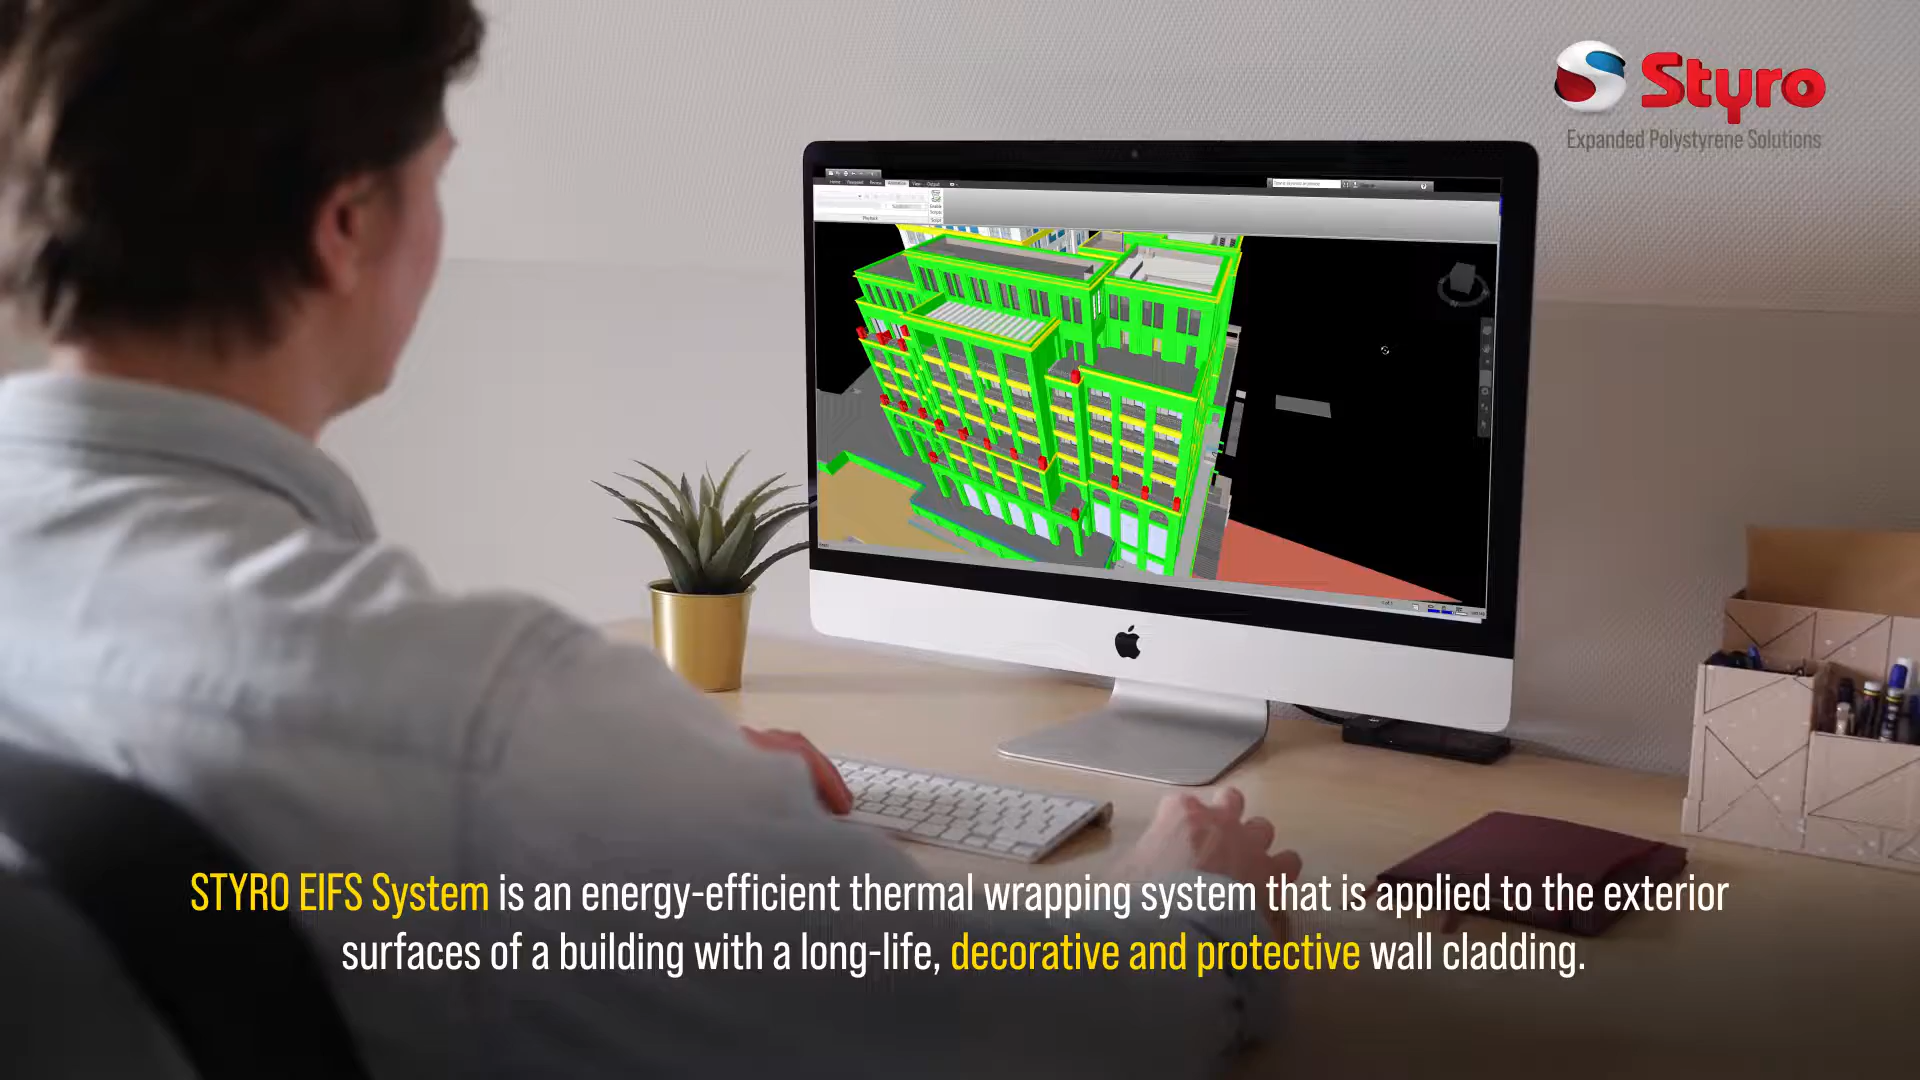 Styro
Expanded Polystyrene Solutions
STYRO EIFS System is an energy-efficient thermal wrapping system that is applied to the exterior
surfaces of a building with a long-life, decorative and protective wall cladding.